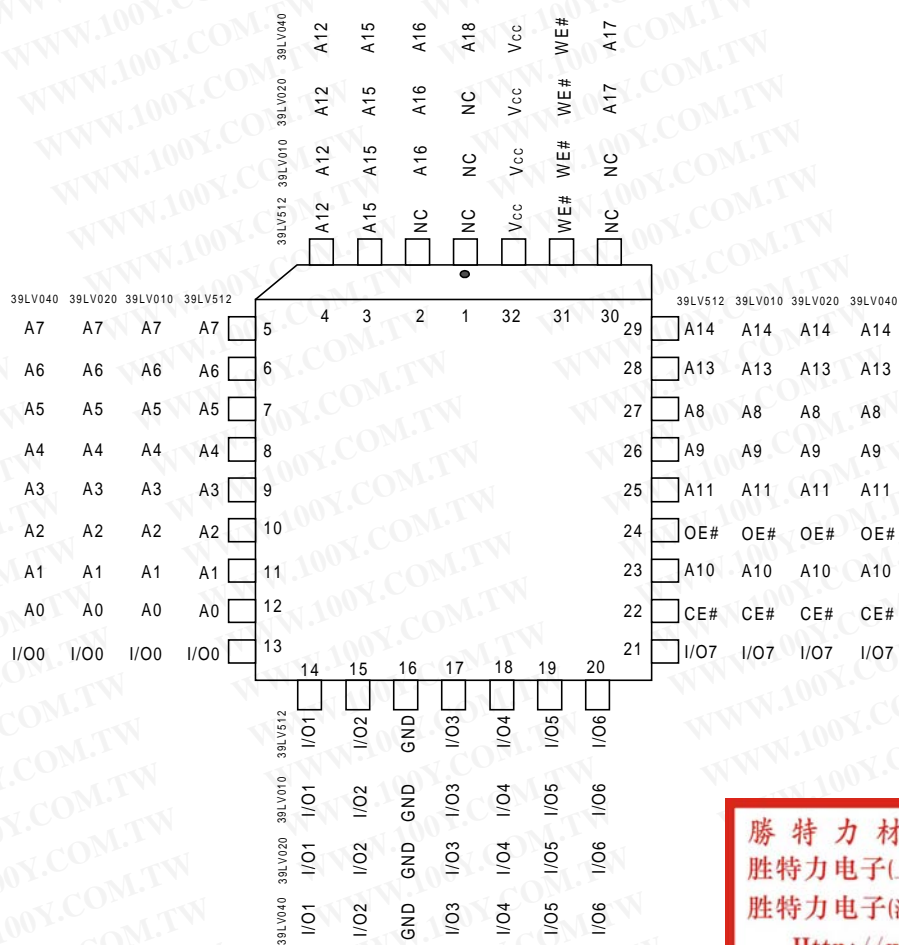 39LV040 A12 A15 A16 A18 Vcc WE# A17
39LV020 A12 A15 A16 NC Vcc WE# A17
39LV010 A12 A15 A16 NC Vcc WE# NC
39LV512 A12 A15 NC NC Vcc WE# NC
4 3 2 1 32 31 30
39LV040 39LV020 39LV010 39LV512
A7 A7 A7 A7 5
A6 A6 A6 A6 6
A5 A5 A5 A5 7
A4 A4 A4 A4 8
A3 A3 A3 A3 9
A2 A2 A2 A2 10
A1 A1 A1 A1 11
A0 A0 A0 A0 12
I/O0 I/O0 I/O0 I/O0 13
39LV512 39LV010 39LV020 39LV040
29 A14 A14 A14 A14
28 A13 A13 A13 A13
27 A8 A8 A8 A8
26 A9 A9 A9 A9
25 A11 A11 A11 A11
24 OE# OE# OE# OE#
23 A10 A10 A10 A10
22 CE# CE# CE# CE#
21 I/O7 I/O7 I/O7 I/O7
14 15 16 17 18 19 20
39LV512 I/O1 I/O2 GND I/O3 I/O4 I/O5 I/O6
39LV010 I/O1 I/O2 GND I/O3 I/O4 I/O5 I/O6
39LV020 I/O1 I/O2 GND I/O3 I/O4 I/O5 I/O6
39LV040 I/O1 I/O2 GND I/O3 I/O4 I/O5 I/O6
勝 特 力 材
胜特力电子(
胜特力电子(
WWW.100Y.COM.TW